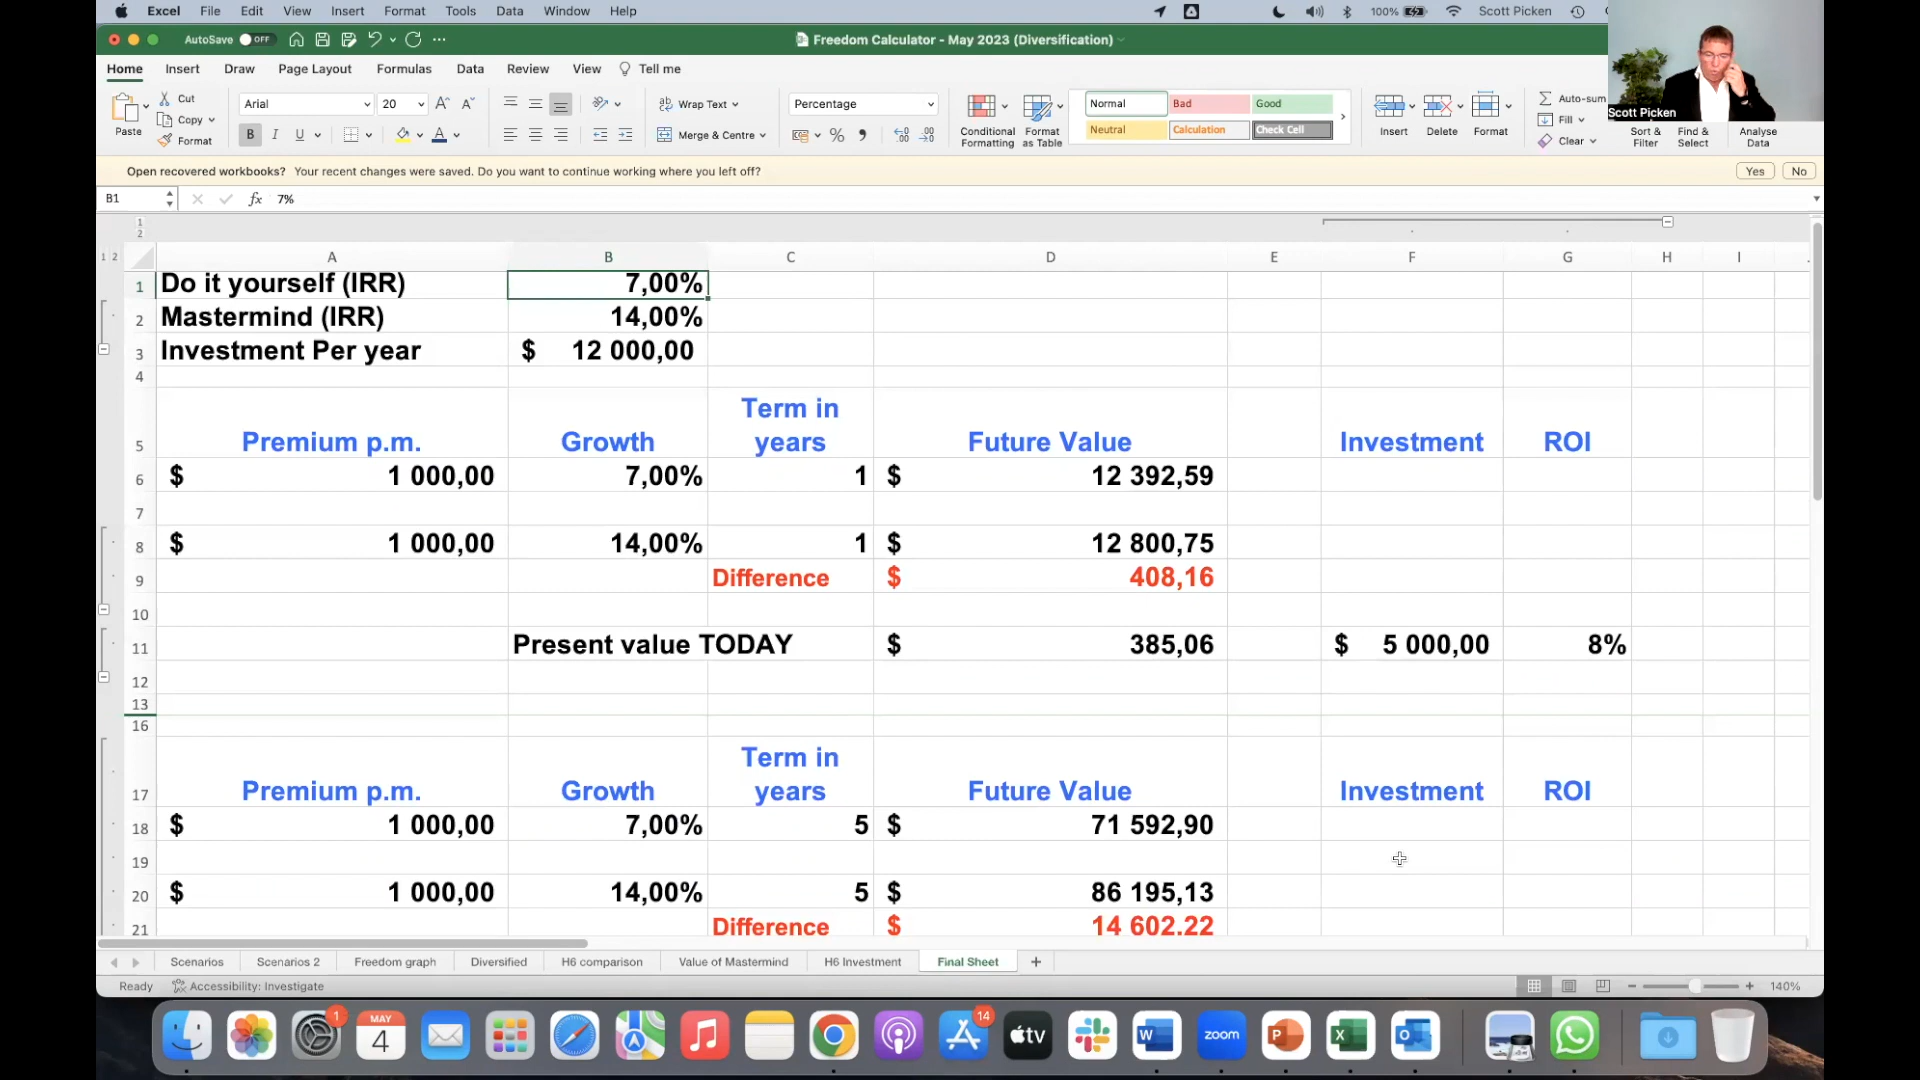 Excel File Edit View Insert Format Tools Data Window Help 100% Scott Picken
AutoSave OFF Freedom Calculator - May 2023 (Diversification)
Home Insert Draw Page Layout Formulas Data Review View Tell me
Paste Cut Copy Format
Arial 20
B I U A
Wrap Text
Merge & Centre
Percentage
Conditional Formatting
Format as Table
Normal Bad Good
Neutral Calculation Check Cell
Insert Delete Format
Auto-sum
Fill
Clear
Sort & Filter
Find & Select
Analyse Data
Scott Picken
Open recovered workbooks? Your recent changes were saved. Do you want to continue working where you left off? Yes No
B1 fx 7%
1
2
1 2 A B C D E F G H I
1 Do it yourself (IRR) 7,00%
2 Mastermind (IRR) 14,00%
3 Investment Per year $ 12 000,00
4
5 Premium p.m. Growth Term in years Future Value Investment ROI
6 $ 1 000,00 7,00% 1 $ 12 392,59
7
8 $ 1 000,00 14,00% 1 $ 12 800,75
9 Difference $ 408,16
10
11 Present value TODAY $ 385,06 $ 5 000,00 8%
12
13
16
17 Premium p.m. Growth Term in years Future Value Investment ROI
18 $ 1 000,00 7,00% 5 $ 71 592,90
19
20 $ 1 000,00 14,00% 5 $ 86 195,13
21 Difference $ 14 602,22
Scenarios Scenarios 2 Freedom graph Diversified H6 comparison Value of Mastermind H6 Investment Final Sheet +
Ready Accessibility: Investigate 140%
1 MAY 4 14 tv W zoom P X O